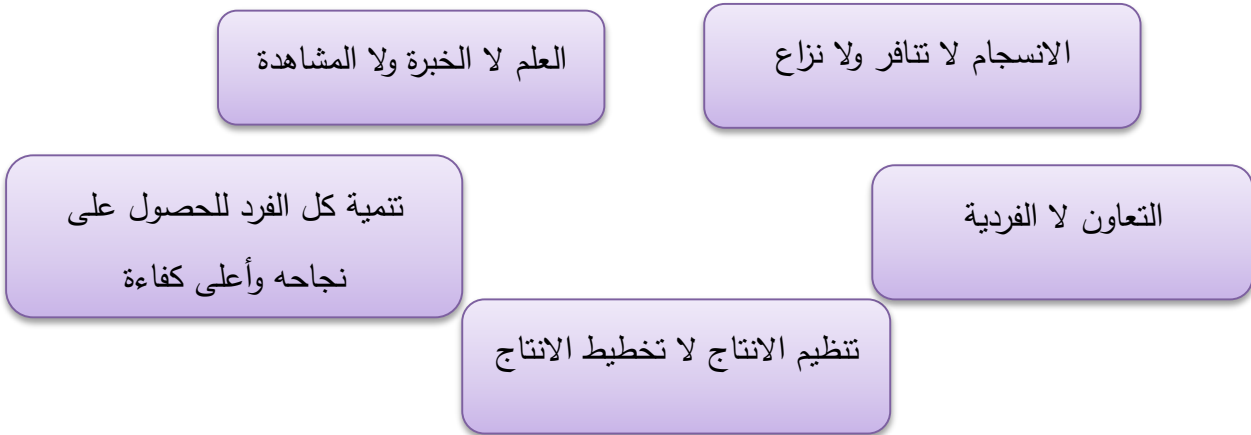 الانسجام لا تنافر ولا نزاع
العلم لا الخبرة ولا المشاهدة
التعاون لا الفردية
تنمية كل الفرد للحصول على
نجاحه وأعلى كفاءة
تنظيم الانتاج لا تخطيط الانتاج